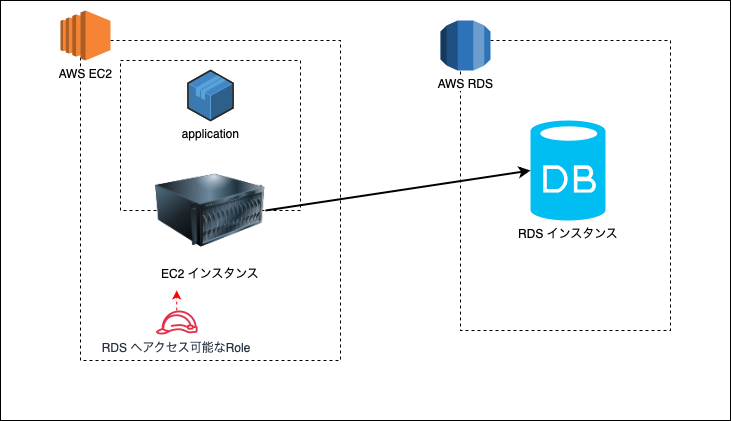 AWS EC2
AWS RDS
application
DB
RDS インスタンス
EC2 インスタンス
RDS へアクセス可能なRole